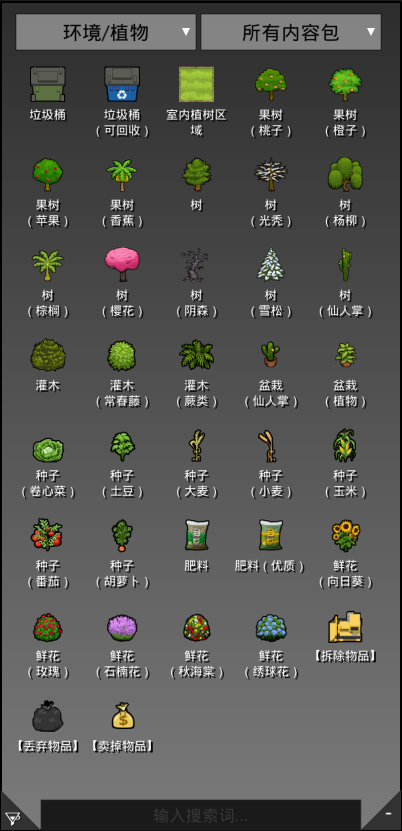 环境/植物 所有内容包
垃圾桶 垃圾桶 室内植树区 果树 果树
(可回收) 域 (桃子) (橙子)
果树 果树 树 树 树
(苹果) (香蕉) (光秃) (杨柳)
树 树 树 树 树
(棕榈) (樱花) (阴森) (雪松) (仙人掌)
灌木 灌木 灌木 盆栽 盆栽
(常春藤) (蕨类) (仙人掌) (植物)
种子 种子 种子 种子 种子
(卷心菜) (土豆) (大麦) (小麦) (玉米)
种子 种子 肥料 肥料(优质) 鲜花
(番茄) (胡萝卜) (向日葵)
鲜花 鲜花 鲜花 鲜花 【拆除物品】
(玫瑰) (石楠花) (秋海棠) (绣球花)
【丢弃物品】 【卖掉物品】
输入搜索词...